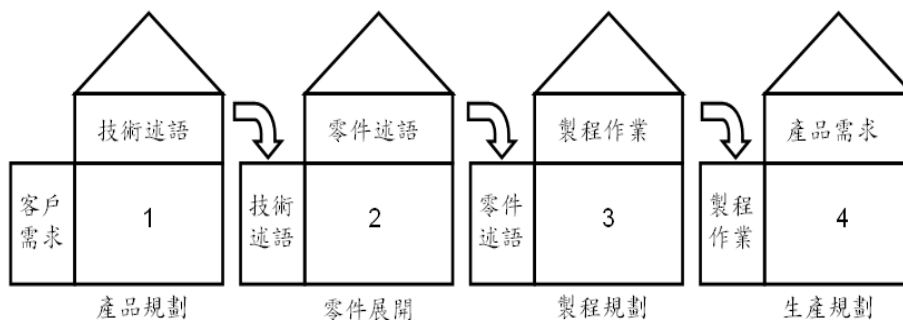 技術述語
零件述語
製程作業
產品需求
客戶
需求
1
技術
述語
2
零件
述語
3
製程
作業
4
產品規劃
零件展開
製程規劃
生產規劃